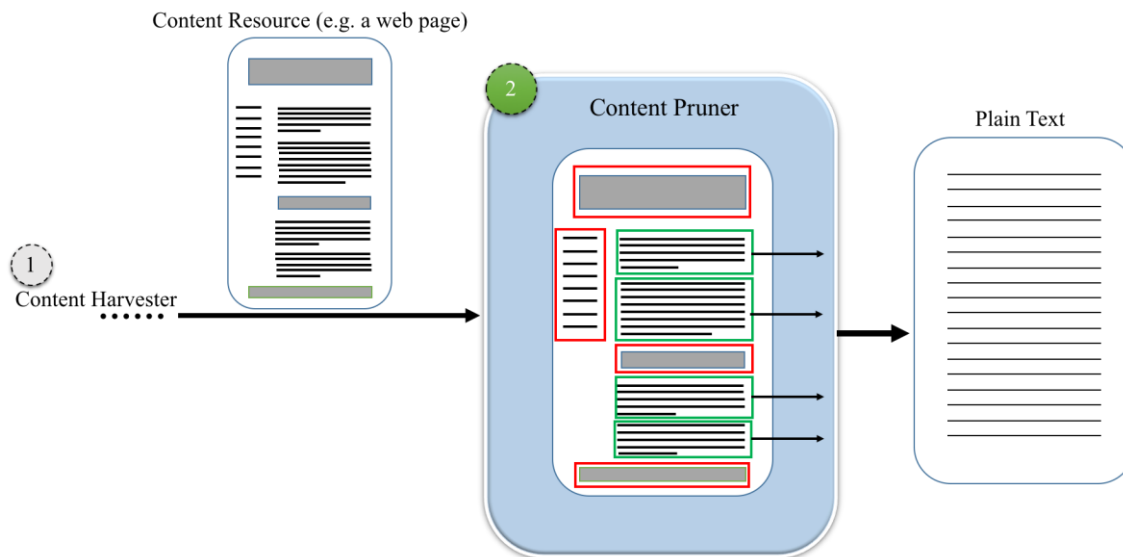 Content Resource (e.g. a web page)
2
Content Pruner
Plain Text
1
Content Harvester